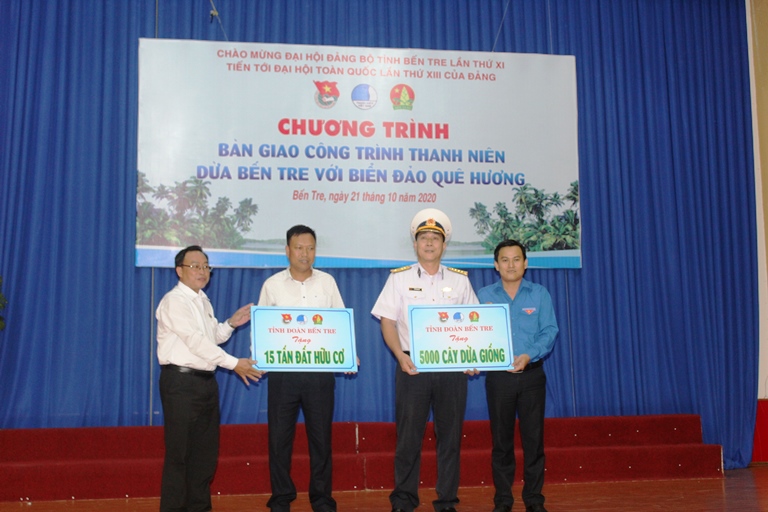 CHÀO MỪNG ĐẠI HỘI ĐẢNG BỘ TỈNH BẾN TRE LẦN THỨ XI
TIẾN TỚI ĐẠI HỘI TOÀN QUỐC LẦN THỨ XIII CỦA ĐẢNG
CHƯƠNG TRÌNH
BÀN GIAO CÔNG TRÌNH THANH NIÊN
DỪA BẾN TRE VỚI BIỂN ĐẢO QUÊ HƯƠNG
Bến Tre, ngày 21 tháng 10 năm 2020
TỈNH ĐOÀN BẾN TRE
Tặng
15 TẤN ĐẤT HỮU CƠ
TỈNH ĐOÀN BẾN TRE
Tặng
5000 CÂY DỪA GIỐNG